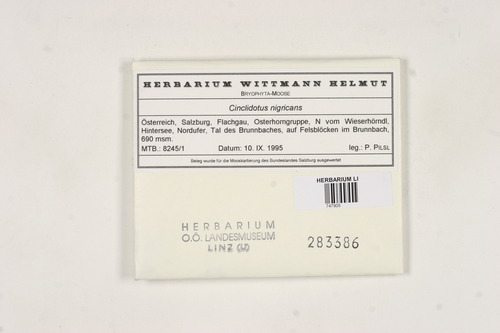 HERBARIUM WITTMANN HELMUT
BRYOPHYTA-MOOSE
Cinclidotus nigricans
Österreich, Salzburg, Flachgau, Osterhorngruppe, N vom Wieserhörndl,
Hintersee, Nordufer, Tal des Brunnbaches, auf Felsblöcken im Brunnbach,
690 msm.
MTB.: 8245/1 Datum: 10. IX. 1995 leg.: P. PILSL
Beleg wurde für die Mooskartierung des Bundeslandes Salzburg ausgewertet
HERBARIUM LI
HERBARIUM
O.Ö. LANDESMUSEUM
LINZ (LI)
283386